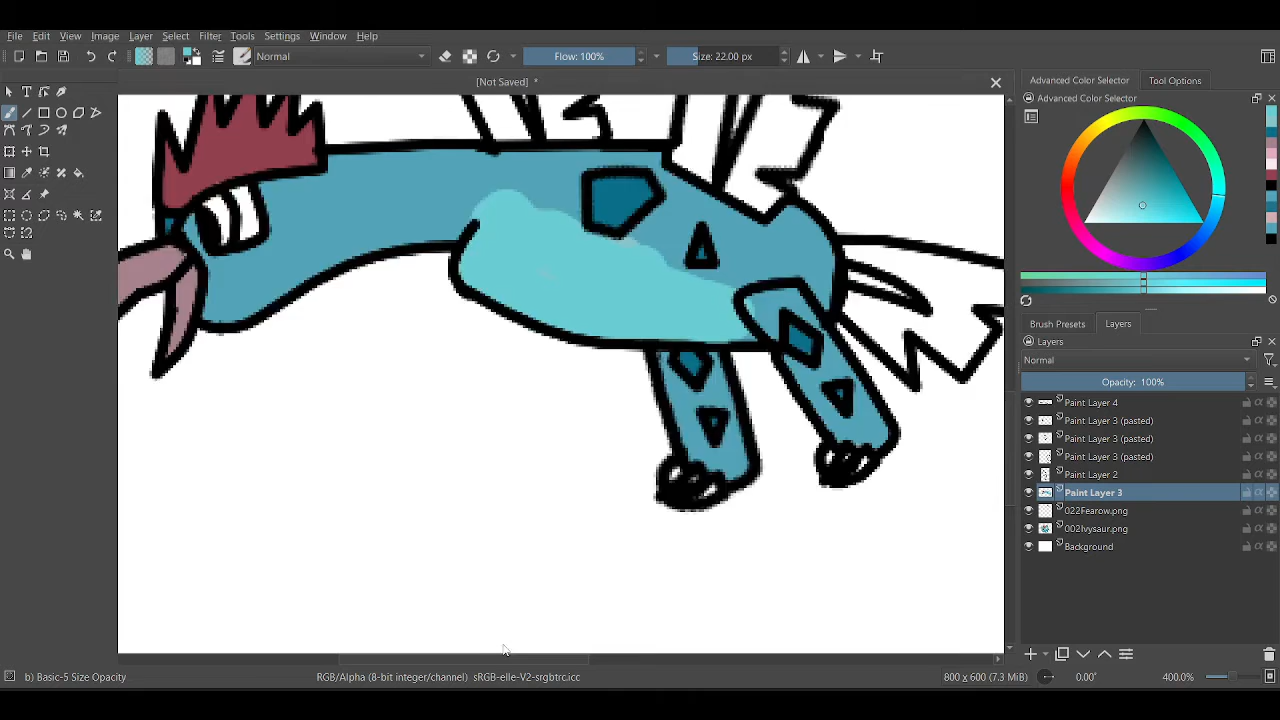 File Edit View Image Layer Select Filter Tools Settings Window Help
Normal
Flow: 100%
Size: 22.00 px
[Not Saved] *
Advanced Color Selector
Tool Options
Advanced Color Selector
Brush Presets
Layers
Layers
Normal
Opacity: 100%
Paint Layer 4
Paint Layer 3 (pasted)
Paint Layer 3 (pasted)
Paint Layer 3 (pasted)
Paint Layer 2
Paint Layer 3
022Fearow.png
002Ivysaur.png
Background
b) Basic-5 Size Opacity
RGB/Alpha (8-bit integer/channel) sRGB-elle-V2-srgbtrc.icc
800 x 600 (7.3 MiB)
0.00°
400.0%